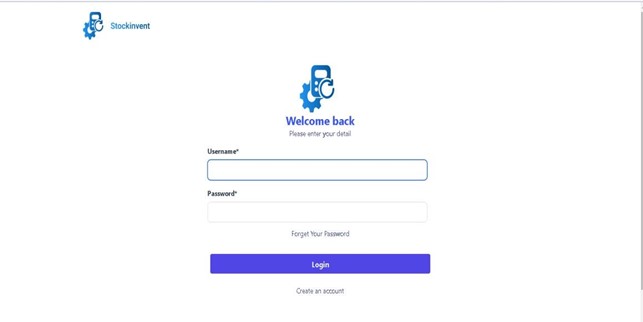 Stockinvent
Welcome back
Please enter your detail
Username*
Password*
Forget Your Password
Login
Create an account